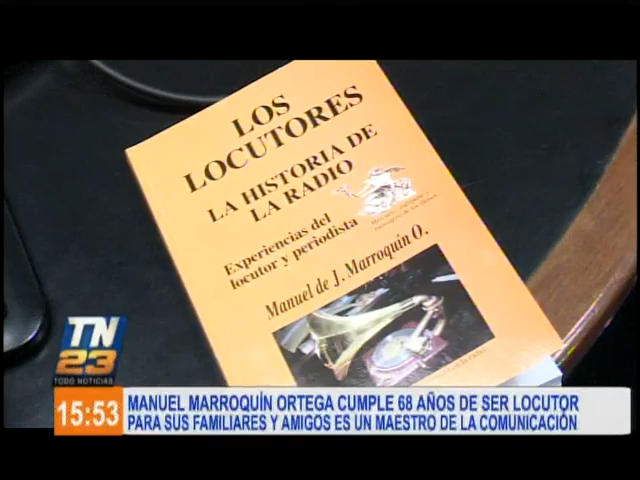 LOS
LOCUTORES
LA HISTORIA DE
LA RADIO
Experiencias del
locutor y periodista
Manuel de J. Marroquín O.
TN
23
TODO NOTICIAS
15:53
MANUEL MARROQUÍN ORTEGA CUMPLE 68 AÑOS DE SER LOCUTOR
PARA SUS FAMILIARES Y AMIGOS ES UN MAESTRO DE LA COMUNICACIÓN